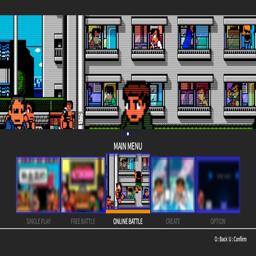 MAIN MENU
SINGLE PLAY
FREE BATTLE
ONLINE BATTLE
CREATE
OPTION
O : Back U : Confirm